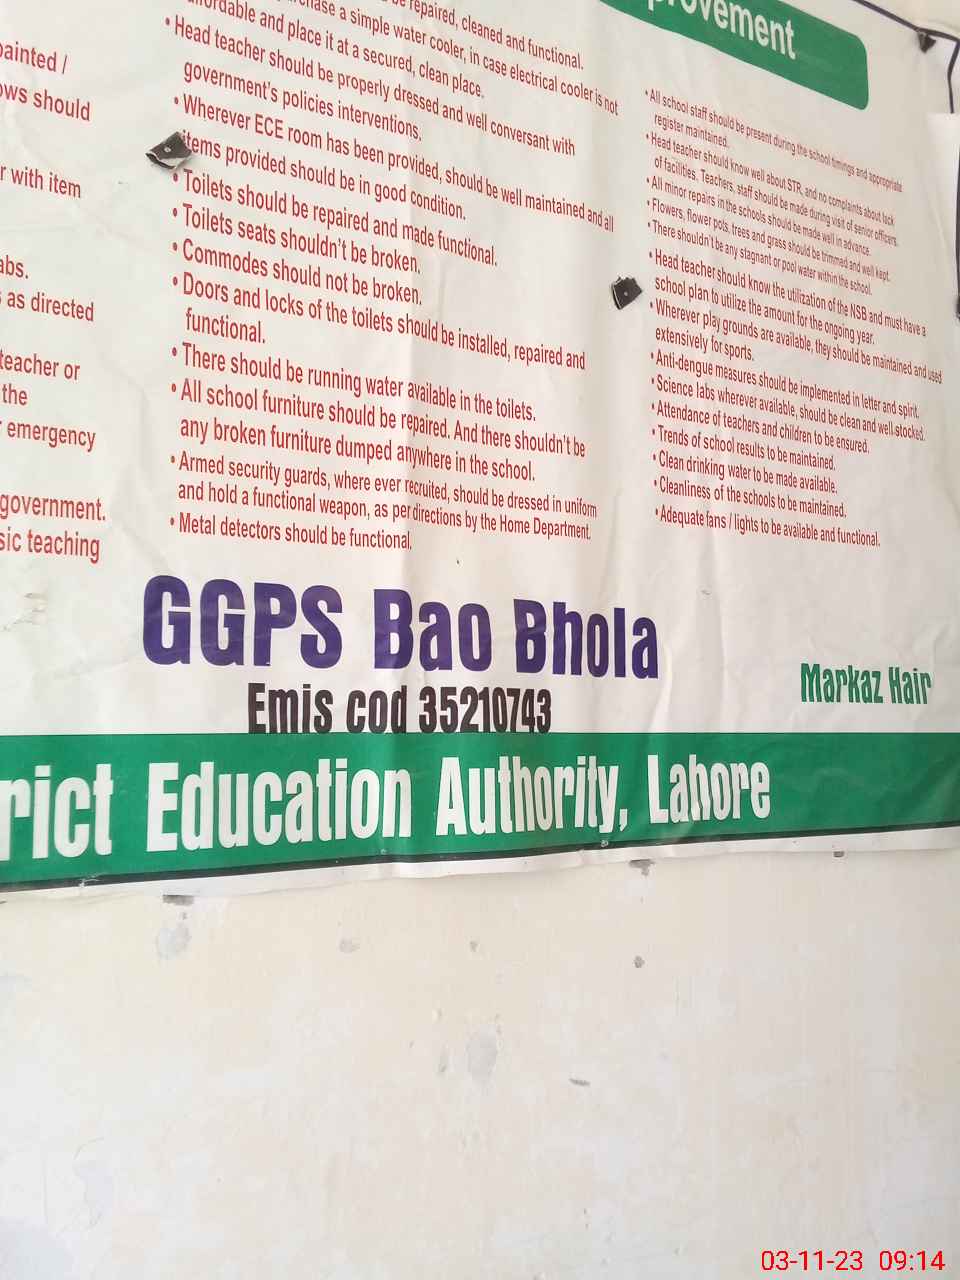 painted /
ows should
r with item
abs.
s as directed
teacher or
the
r emergency
government.
sic teaching
be repaired, cleaned and functional.
rchase a simple water cooler, in case electrical cooler is not
affordable and place it at a secured, clean place.
• Head teacher should be properly dressed and well conversant with
government's policies interventions.
• Wherever ECE room has been provided, should be well maintained and all
items provided should be in good condition.
• Toilets should be repaired and made functional.
• Toilets seats shouldn't be broken.
• Commodes should not be broken.
• Doors and locks of the toilets should be installed, repaired and
functional.
• There should be running water available in the toilets.
• All school furniture should be repaired. And there shouldn't be
any broken furniture dumped anywhere in the school.
• Armed security guards, where ever recruited, should be dressed in uniform
and hold a functional weapon, as per directions by the Home Department.
• Metal detectors should be functional.
provement
• All school staff should be present during the school timings and appropriate
register maintained.
• Head teacher should know well about STR, and no complaints about lack
of facilities. Teachers, staff should be made during visit of senior officers.
• All minor repairs in the schools should be made well in advance.
• Flowers, flower pots, trees and grass should be trimmed and well kept.
• There shouldn't be any stagnant or pool water within the school.
• Head teacher should know the utilization of the NSB and must have a
school plan to utilize the amount for the ongoing year.
• Wherever play grounds are available, they should be maintained and used
extensively for sports.
• Anti-dengue measures should be implemented in letter and spirit.
• Science labs wherever available, should be clean and well-stocked.
• Attendance of teachers and children to be ensured.
• Trends of school results to be maintained.
• Clean drinking water to be made available.
• Cleanliness of the schools to be maintained.
• Adequate fans / lights to be available and functional.
GGPS Bao Bhola
Emis cod 35210743
Markaz Hair
rict Education Authority, Lahore
03-11-23 09:14